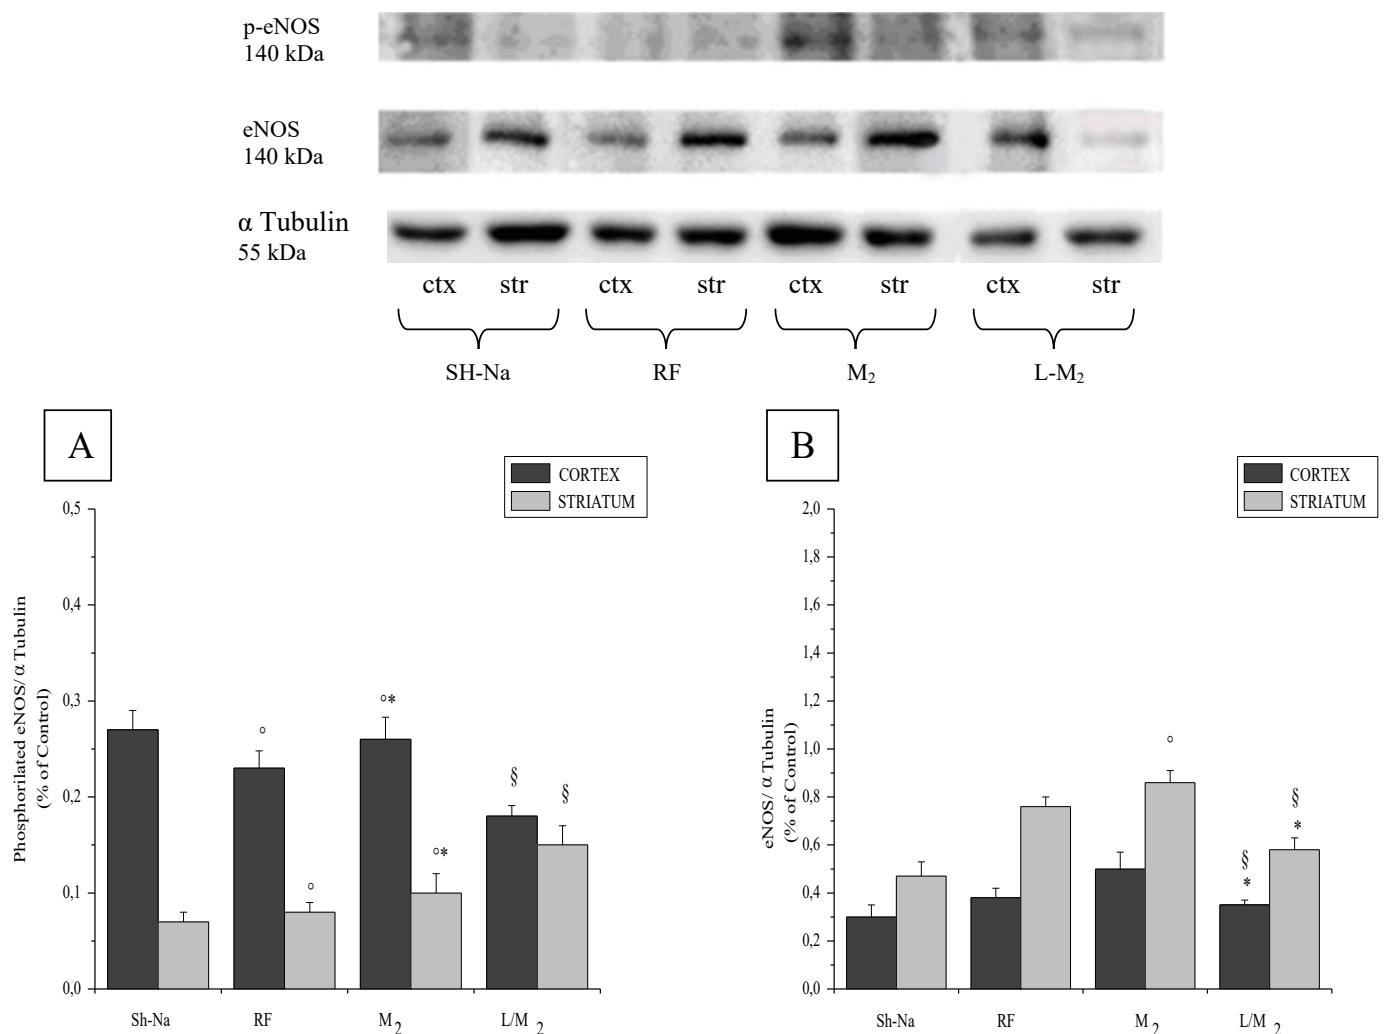 p-eNOS
140 kDa
eNOS
140 kDa
α Tubulin
55 kDa
ctx str ctx str ctx str ctx str
SH-Na RF M₂ L-M₂
A
CORTEX
STRIATUM
Phosphorilated eNOS/ α Tubulin
(% of Control)
0,5
0,4
0,3
0,2
0,1
0,0
°
°
°*
°*
§
§
Sh-Na RF M₂ L/M₂
B
CORTEX
STRIATUM
eNOS/ α Tubulin
(% of Control)
2,0
1,8
1,6
1,4
1,2
1,0
0,8
0,6
0,4
0,2
0,0
°
§
*
§
*
Sh-Na RF M₂ L/M₂